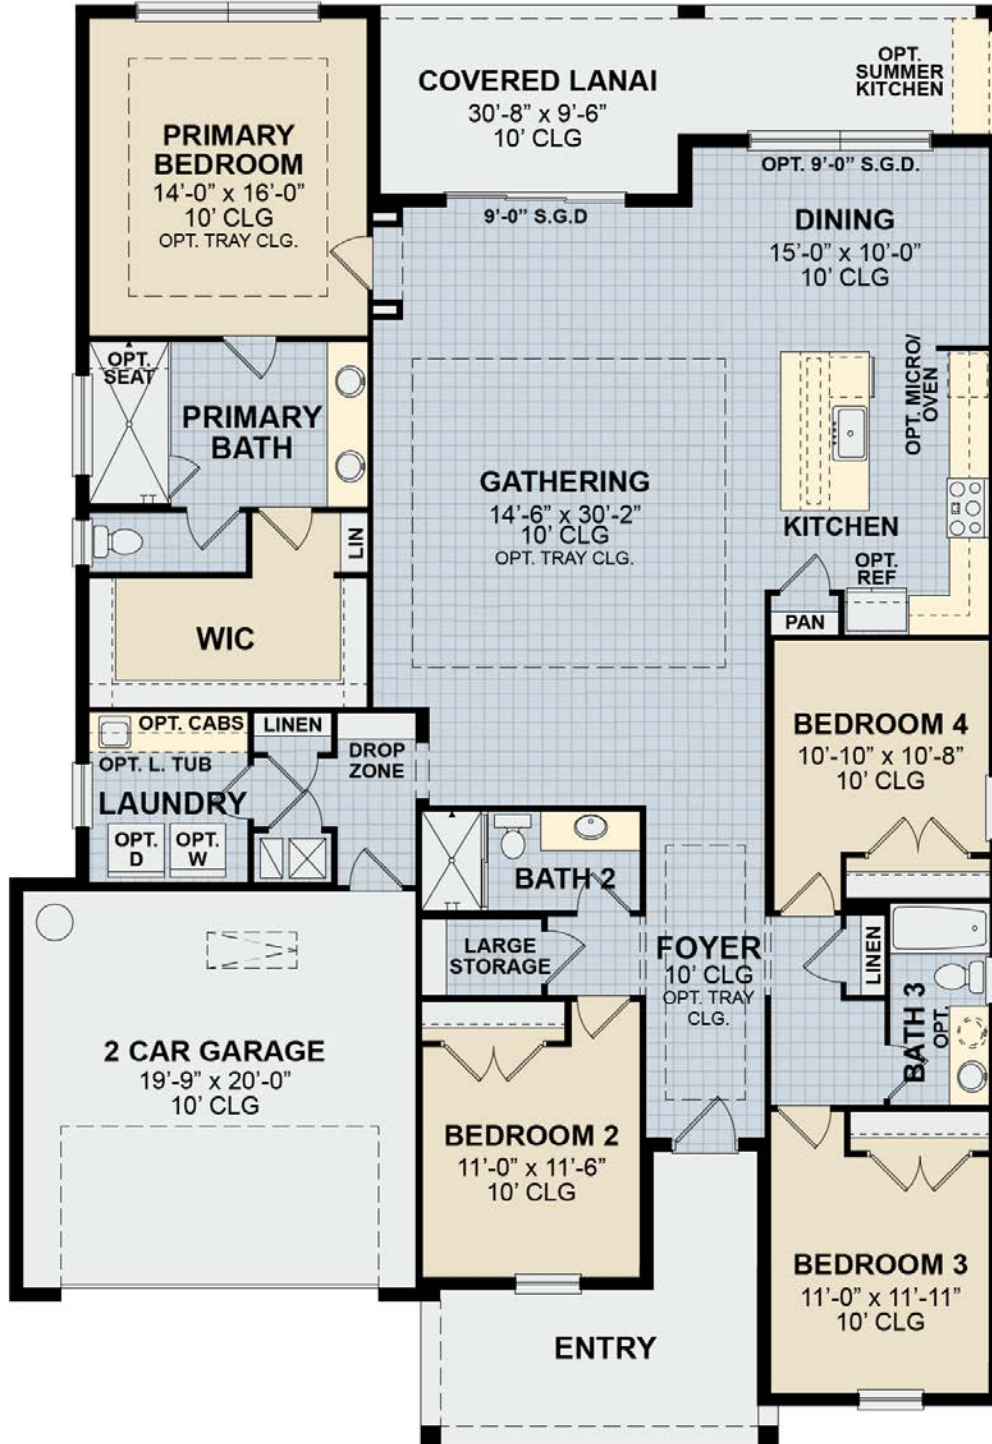 COVERED LANAI
30'-8" x 9'-6"
10' CLG
OPT.
SUMMER
KITCHEN
PRIMARY
BEDROOM
14'-0" x 16'-0"
10' CLG
OPT. TRAY CLG.
9'-0" S.G.D
OPT. 9'-0" S.G.D.
DINING
15'-0" x 10'-0"
10' CLG
OPT.
SEAT
PRIMARY
BATH
OPT. MICRO/
OVEN
GATHERING
14'-6" x 30'-2"
10' CLG
OPT. TRAY CLG.
KITCHEN
OPT.
REF
PAN
LIN
WIC
OPT. CABS
LINEN
DROP
ZONE
OPT. L. TUB
LAUNDRY
OPT.
D
OPT.
W
BEDROOM 4
10'-10" x 10'-8"
10' CLG
BATH 2
LARGE
STORAGE
FOYER
10' CLG
OPT. TRAY
CLG.
LINEN
BATH 3
OPT.
2 CAR GARAGE
19'-9" x 20'-0"
10' CLG
BEDROOM 2
11'-0" x 11'-6"
10' CLG
BEDROOM 3
11'-0" x 11'-11"
10' CLG
ENTRY